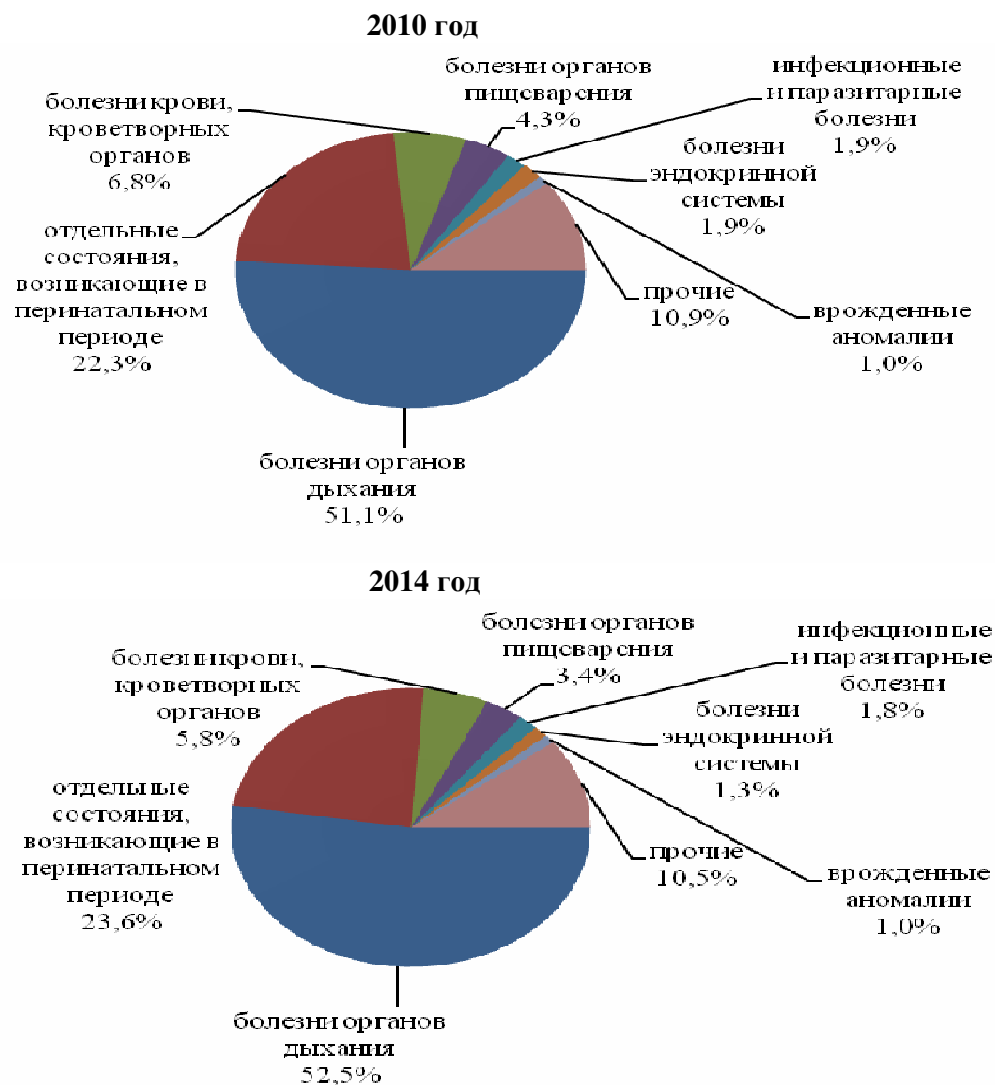 2010 год
болезни крови,
кроветворных
органов
6,8%
болезни органов
пищеварения
4,3%
инфекционные
и паразитарные
болезни
1,9%
болезни
эндокринной
системы
1,9%
отдельные
состояния,
возникающие в
перинатальном
периоде
22,3%
прочие
10,9%
врожденные
аномалии
1,0%
болезни органов
дыхания
51,1%
2014 год
болезни крови,
кроветворных
органов
5,8%
болезни органов
пищеварения
3,4%
инфекционные
и паразитарные
болезни
1,8%
болезни
эндокринной
системы
1,3%
отдельные
состояния,
возникающие в
перинатальном
периоде
23,6%
прочие
10,5%
врожденные
аномалии
1,0%
болезни органов
дыхания
52,5%